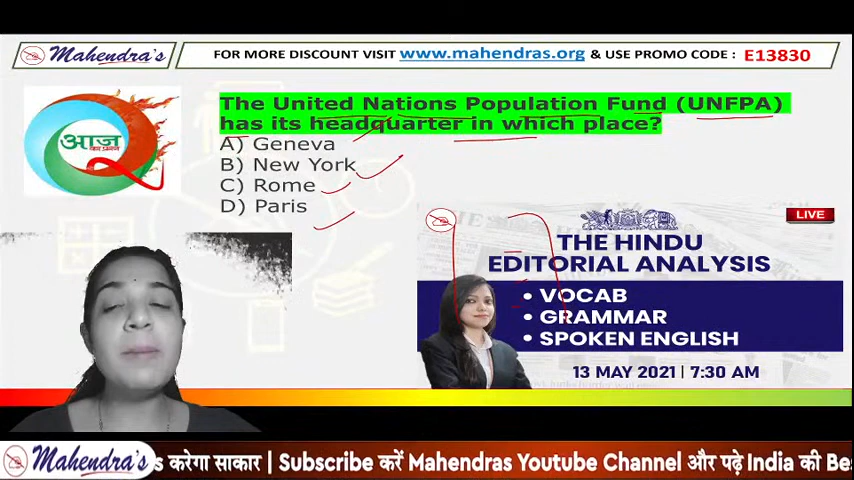 Mahendra's
FOR MORE DISCOUNT VISIT www.mahendras.org & USE PROMO CODE : E13830
The United Nations Population Fund (UNFPA)
has its headquarter in which place?
A) Geneva
B) New York
C) Rome
D) Paris
आज
का प्रश्न
LIVE
THE HINDU
EDITORIAL ANALYSIS
• VOCAB
• GRAMMAR
• SPOKEN ENGLISH
13 MAY 2021 | 7:30 AM
Mahendra's
s करेगा साकार | Subscribe करें Mahendras Youtube Channel और पढ़े India की Bes